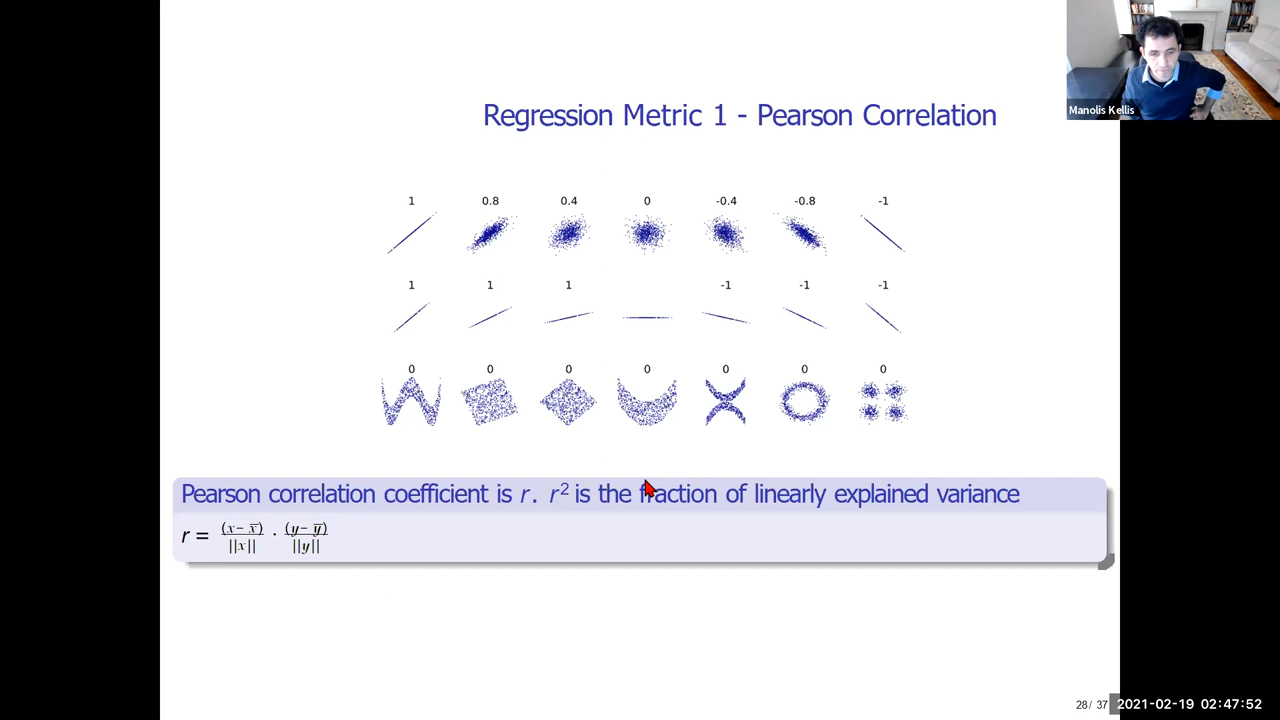 Manolis Kellis
Regression Metric 1 - Pearson Correlation
1 0.8 0.4 0 -0.4 -0.8 -1
1 1 1 -1 -1 -1
0 0 0 0 0 0 0
Pearson correlation coefficient is r. r² is the fraction of linearly explained variance
r = (x− x̅)/||x|| · (y− y̅)/||y||
28 / 37 2021-02-19 02:47:52